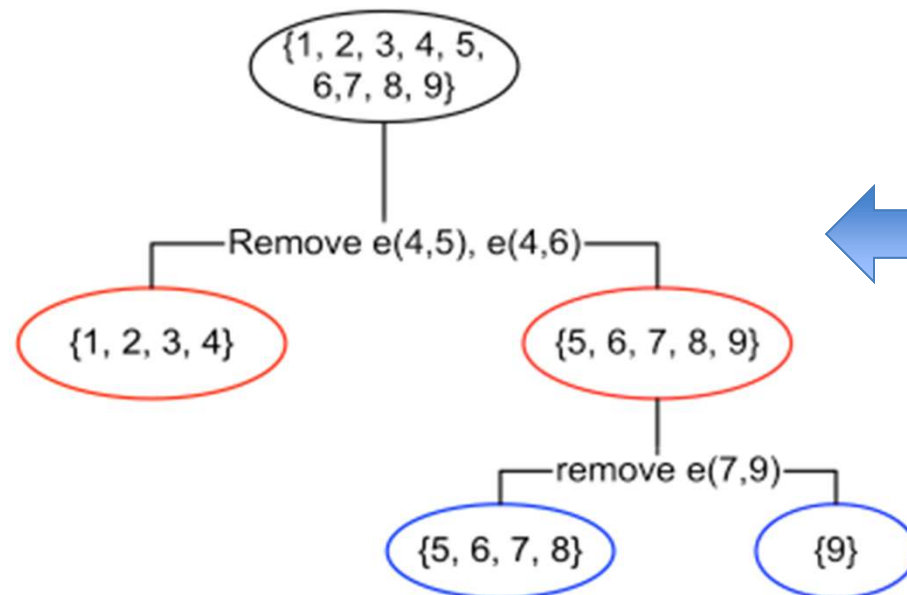 {1, 2, 3, 4, 5,
6,7, 8, 9}
Remove e(4,5), e(4,6)
{1, 2, 3, 4}
{5, 6, 7, 8, 9}
remove e(7,9)
{5, 6, 7, 8}
{9}